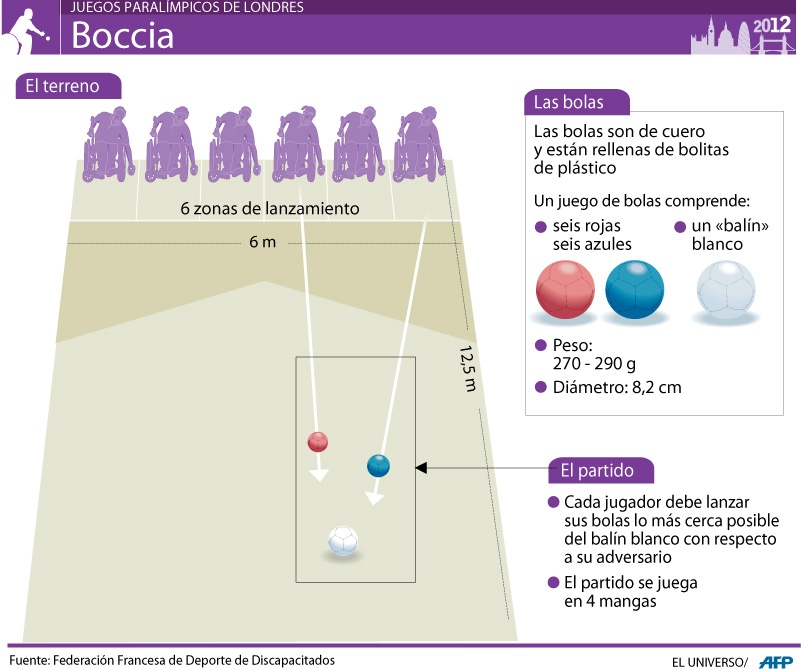 JUEGOS PARALÍMPICOS DE LONDRES
Boccia
2012
El terreno
6 zonas de lanzamiento
6 m
12,5 m
Las bolas
Las bolas son de cuero
y están rellenas de bolitas
de plástico
Un juego de bolas comprende:
seis rojas
seis azules
un «balín»
blanco
Peso:
270 - 290 g
Diámetro: 8,2 cm
El partido
Cada jugador debe lanzar
sus bolas lo más cerca posible
del balín blanco con respecto
a su adversario
El partido se juega
en 4 mangas
Fuente: Federación Francesa de Deporte de Discapacitados
EL UNIVERSO/ AFP